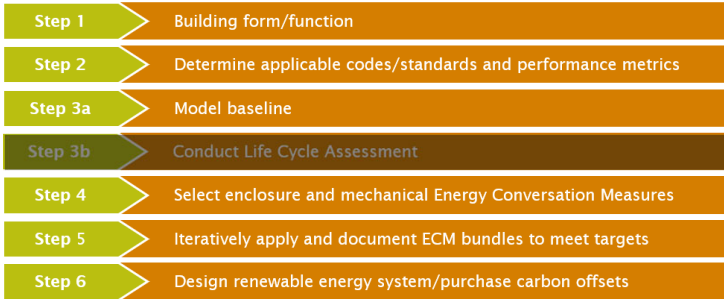 Step 1 Building form/function
Step 2 Determine applicable codes/standards and performance metrics
Step 3a Model baseline
Step 3b Conduct Life Cycle Assessment
Step 4 Select enclosure and mechanical Energy Conversation Measures
Step 5 Iteratively apply and document ECM bundles to meet targets
Step 6 Design renewable energy system/purchase carbon offsets